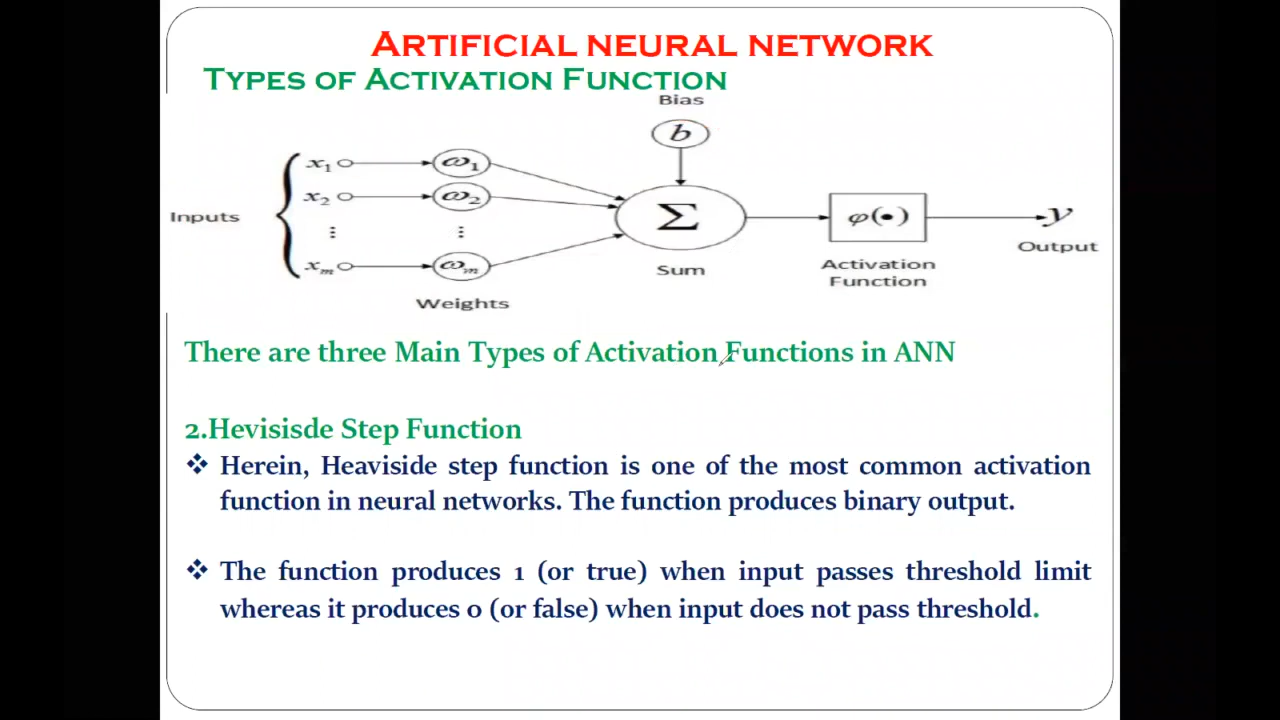 ARTIFICIAL NEURAL NETWORK
TYPES OF ACTIVATION FUNCTION
Bias
b
x1 ω1
x2 ω2
Inputs Σ φ(•) y
⋮ ⋮
Output
xm ωm
Sum
Activation
Function
Weights
There are three Main Types of Activation Functions in ANN
2.Hevisisde Step Function
❖ Herein, Heaviside step function is one of the most common activation
function in neural networks. The function produces binary output.
❖ The function produces 1 (or true) when input passes threshold limit
whereas it produces 0 (or false) when input does not pass threshold.